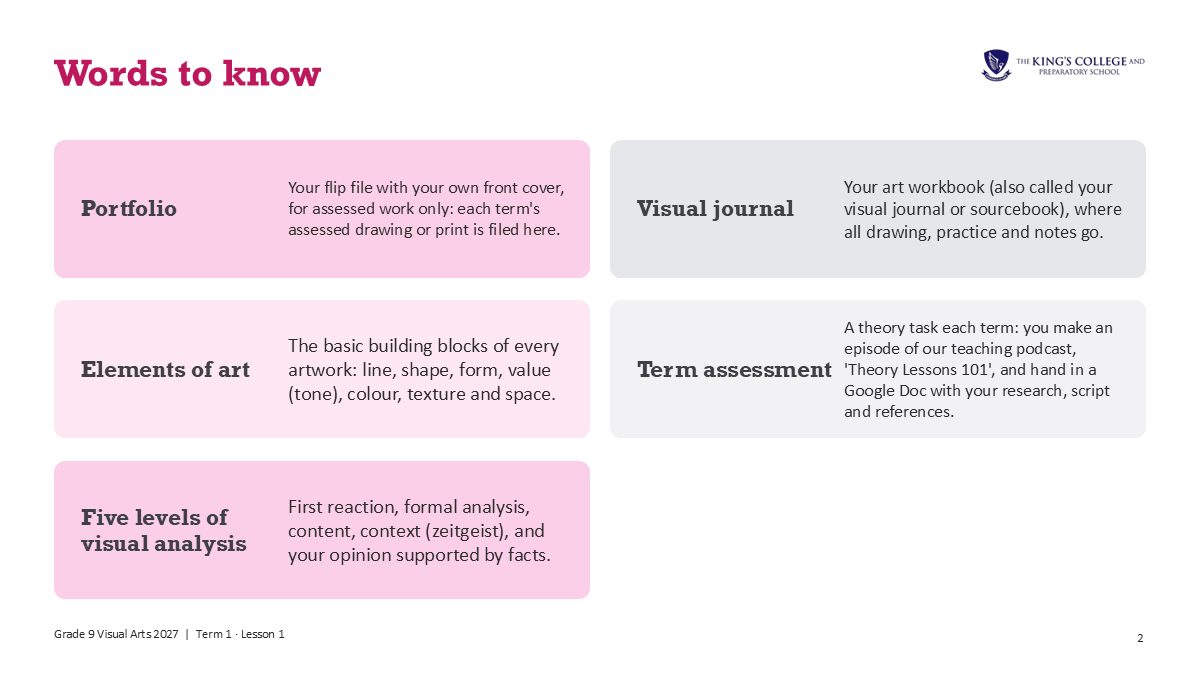 Words to know
THE KING'S COLLEGE AND
PREPARATORY SCHOOL
Portfolio
Your flip file with your own front cover,
for assessed work only: each term's
assessed drawing or print is filed here.
Visual journal
Your art workbook (also called your
visual journal or sourcebook), where
all drawing, practice and notes go.
Elements of art
The basic building blocks of every
artwork: line, shape, form, value
(tone), colour, texture and space.
Term assessment
A theory task each term: you make an
episode of our teaching podcast,
'Theory Lessons 101', and hand in a
Google Doc with your research, script
and references.
Five levels of
visual analysis
First reaction, formal analysis,
content, context (zeitgeist), and
your opinion supported by facts.
Grade 9 Visual Arts 2027 | Term 1 · Lesson 1
2